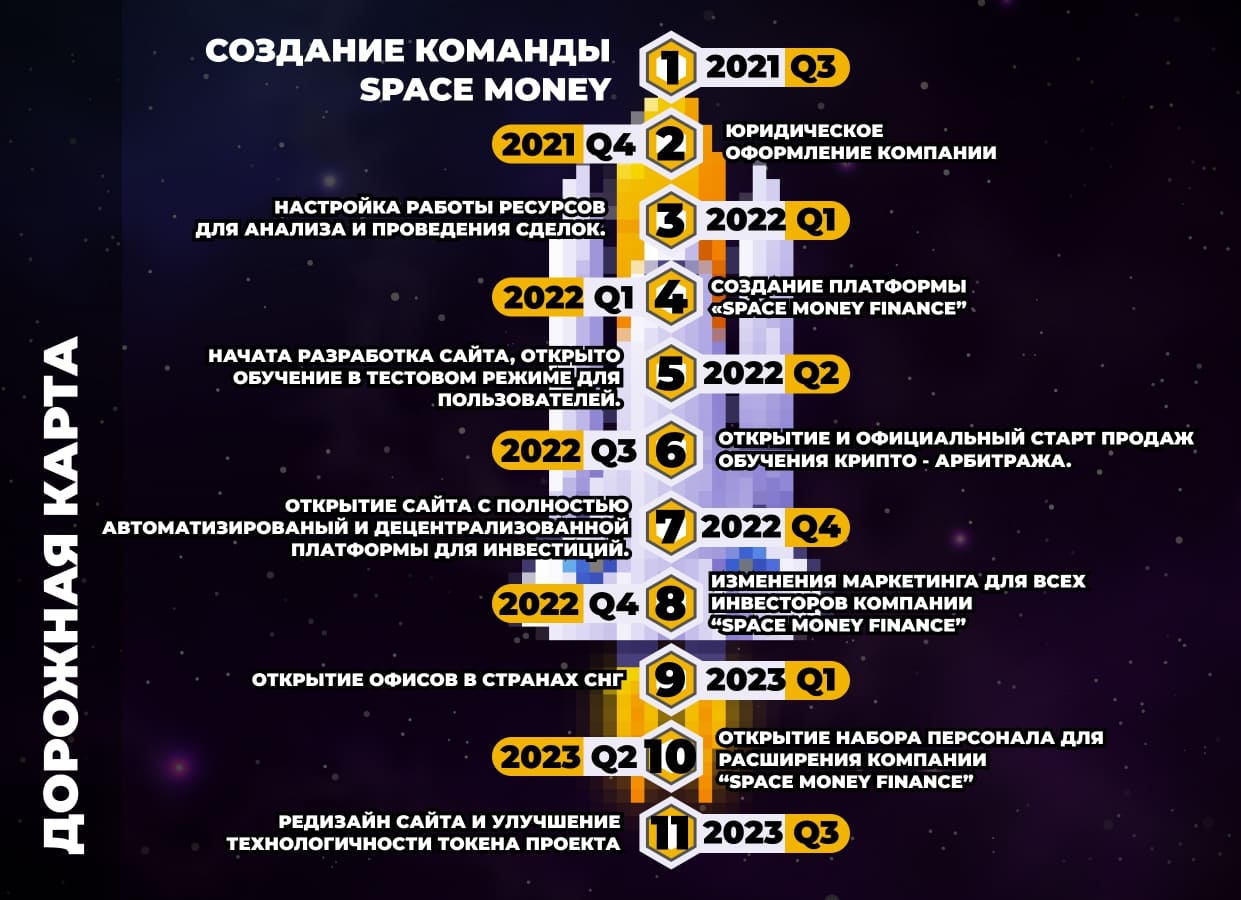 ДОРОЖНАЯ КАРТА
СОЗДАНИЕ КОМАНДЫ
SPACE MONEY
1
2021 Q3
2021 Q4
2
ЮРИДИЧЕСКОЕ
ОФОРМЛЕНИЕ КОМПАНИИ
НАСТРОЙКА РАБОТЫ РЕСУРСОВ
ДЛЯ АНАЛИЗА И ПРОВЕДЕНИЯ СДЕЛОК.
3
2022 Q1
2022 Q1
4
СОЗДАНИЕ ПЛАТФОРМЫ
«SPACE MONEY FINANCE”
НАЧАТА РАЗРАБОТКА САЙТА, ОТКРЫТО
ОБУЧЕНИЕ В ТЕСТОВОМ РЕЖИМЕ ДЛЯ
ПОЛЬЗОВАТЕЛЕЙ.
5
2022 Q2
2022 Q3
6
ОТКРЫТИЕ И ОФИЦИАЛЬНЫЙ СТАРТ ПРОДАЖ
ОБУЧЕНИЯ КРИПТО - АРБИТРАЖА.
ОТКРЫТИЕ САЙТА С ПОЛНОСТЬЮ
АВТОМАТИЗИРОВАНЫЙ И ДЕЦЕНТРАЛИЗОВАННОЙ
ПЛАТФОРМЫ ДЛЯ ИНВЕСТИЦИЙ.
7
2022 Q4
2022 Q4
8
ИЗМЕНЕНИЯ МАРКЕТИНГА ДЛЯ ВСЕХ
ИНВЕСТОРОВ КОМПАНИИ
“SPACE MONEY FINANCE”
ОТКРЫТИЕ ОФИСОВ В СТРАНАХ СНГ
9
2023 Q1
2023 Q2
10
ОТКРЫТИЕ НАБОРА ПЕРСОНАЛА ДЛЯ
РАСШИРЕНИЯ КОМПАНИИ
“SPACE MONEY FINANCE”
РЕДИЗАЙН САЙТА И УЛУЧШЕНИЕ
ТЕХНОЛОГИЧНОСТИ ТОКЕНА ПРОЕКТА
11
2023 Q3